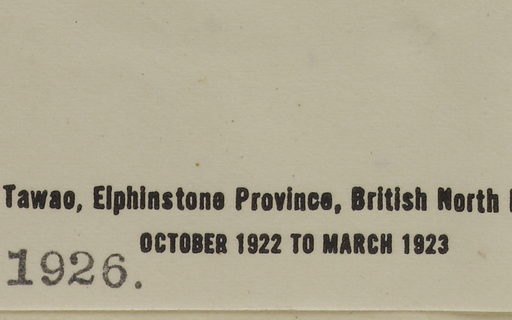 Tawao, Elphinstone Province, British North
OCTOBER 1922 TO MARCH 1923
1926.